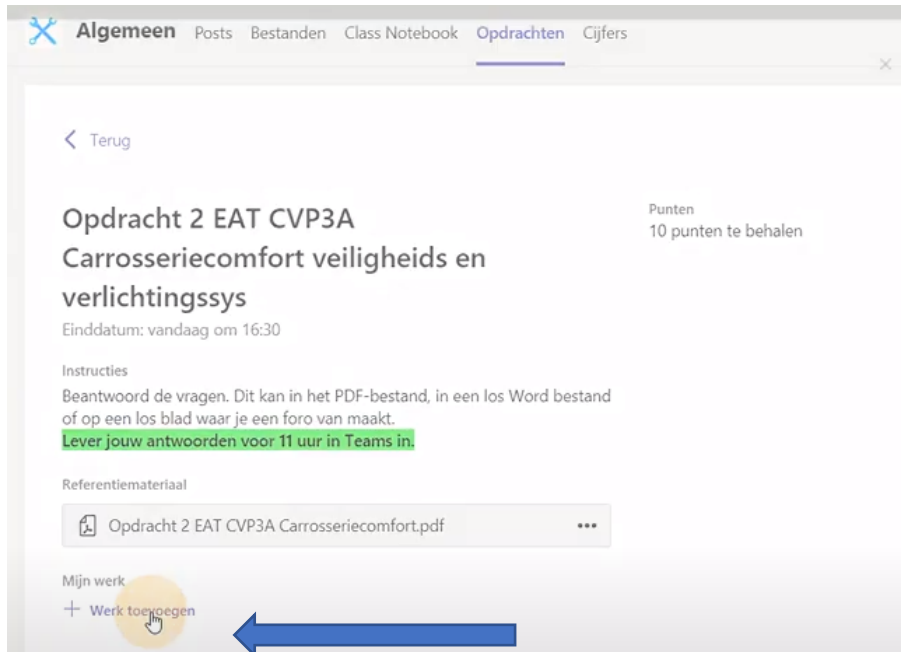 Algemeen Posts Bestanden Class Notebook Opdrachten Cijfers
Terug
Opdracht 2 EAT CVP3A
Carrosseriecomfort veiligheids en
verlichtingssys
Einddatum: vandaag om 16:30
Punten
10 punten te behalen
Instructies
Beantwoord de vragen. Dit kan in het PDF-bestand, in een los Word bestand
of op een los blad waar je een foro van maakt.
Lever jouw antwoorden voor 11 uur in Teams in.
Referentiemateriaal
Opdracht 2 EAT CVP3A Carrosseriecomfort.pdf
Mijn werk
+ Werk toevoegen